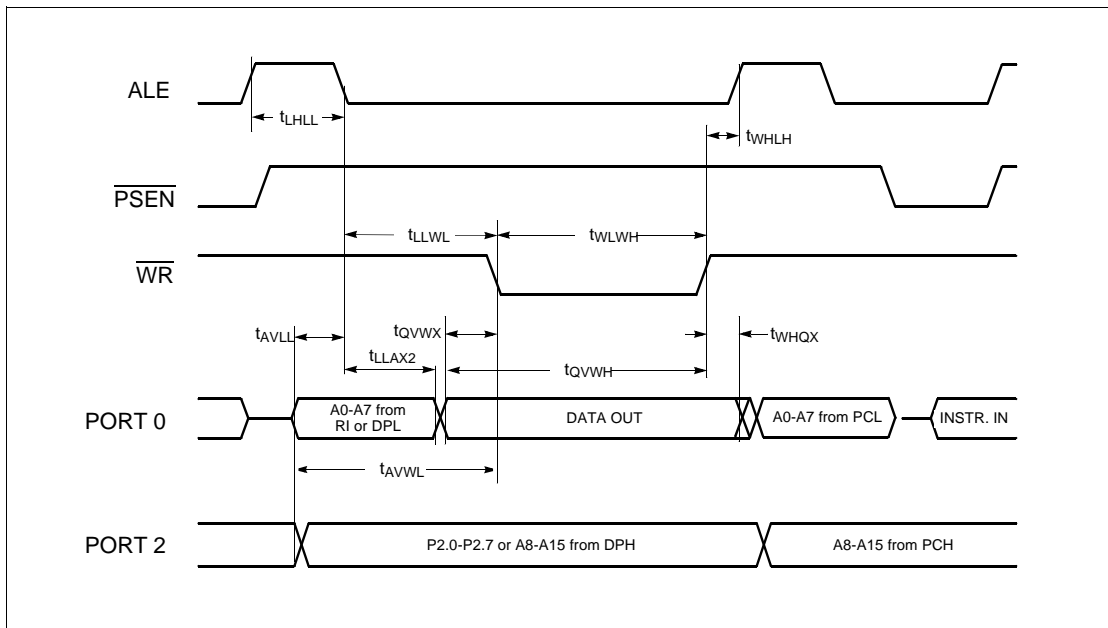 ALE
tLHLL
tWHLH
PSEN
tLLWL
tWLWH
WR
tAVLL
tQVWX
tWHQX
tLLAX2
tQVWH
PORT 0
A0-A7 from
RI or DPL
DATA OUT
A0-A7 from PCL
INSTR. IN
tAVWL
PORT 2
P2.0-P2.7 or A8-A15 from DPH
A8-A15 from PCH